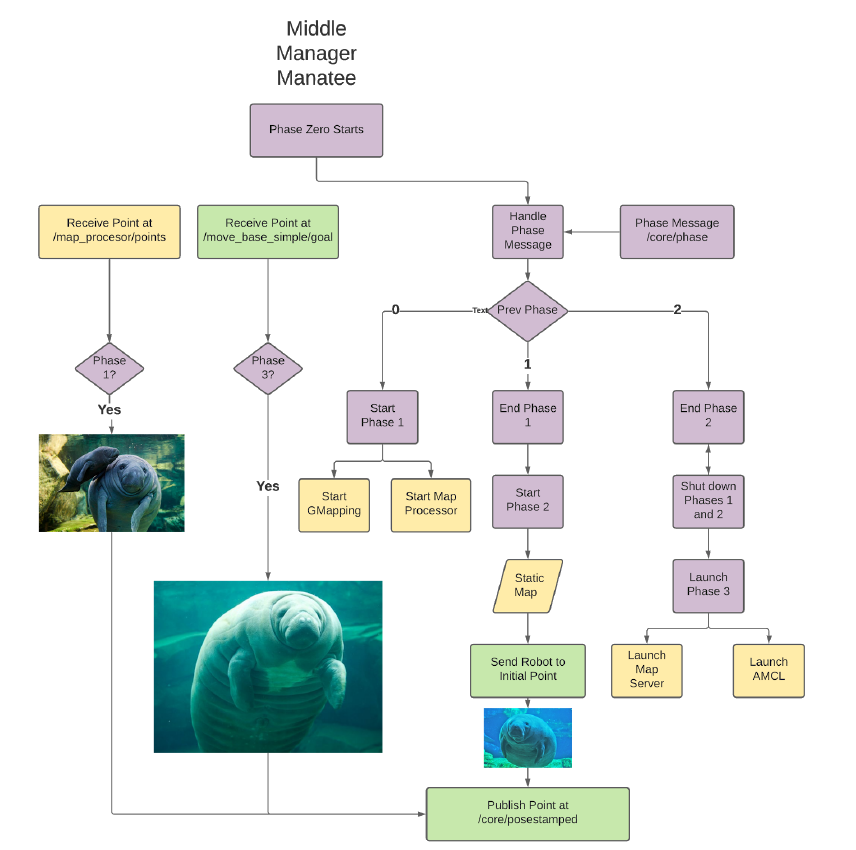 Middle
Manager
Manatee
Phase Zero Starts
Receive Point at
/map_procesor/points
Receive Point at
/move_base_simple/goal
Handle
Phase
Message
Phase Message
/core/phase
0
Text
Prev Phase
2
Phase
1?
Phase
3?
1
Yes
Start
Phase 1
End Phase
1
End Phase
2
Yes
Start
GMapping
Start Map
Processor
Start
Phase 2
Shut down
Phases 1
and 2
Static
Map
Launch
Phase 3
Send Robot to
Initial Point
Launch
Map
Server
Launch
AMCL
Publish Point at
/core/posestamped